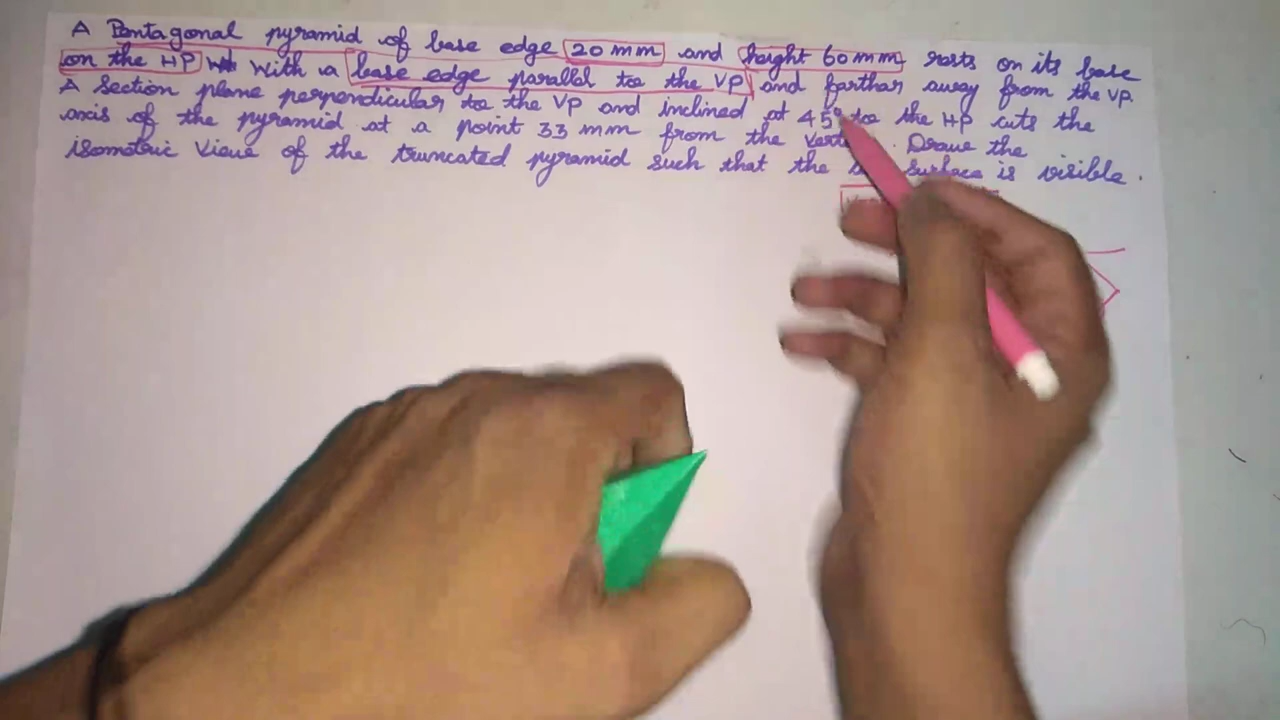 A Pentagonal pyramid of base edge 20 mm and height 60 mm rests on its base
on the HP with a base edge parallel to the VP and farthar away from the VP.
A Section plane perpendicular to the VP and inclined at 45° to the HP cuts the
axis of the pyramid at a point 33 mm from the . Draw the
isometric View of the truncated pyramid such that the surface is visible.